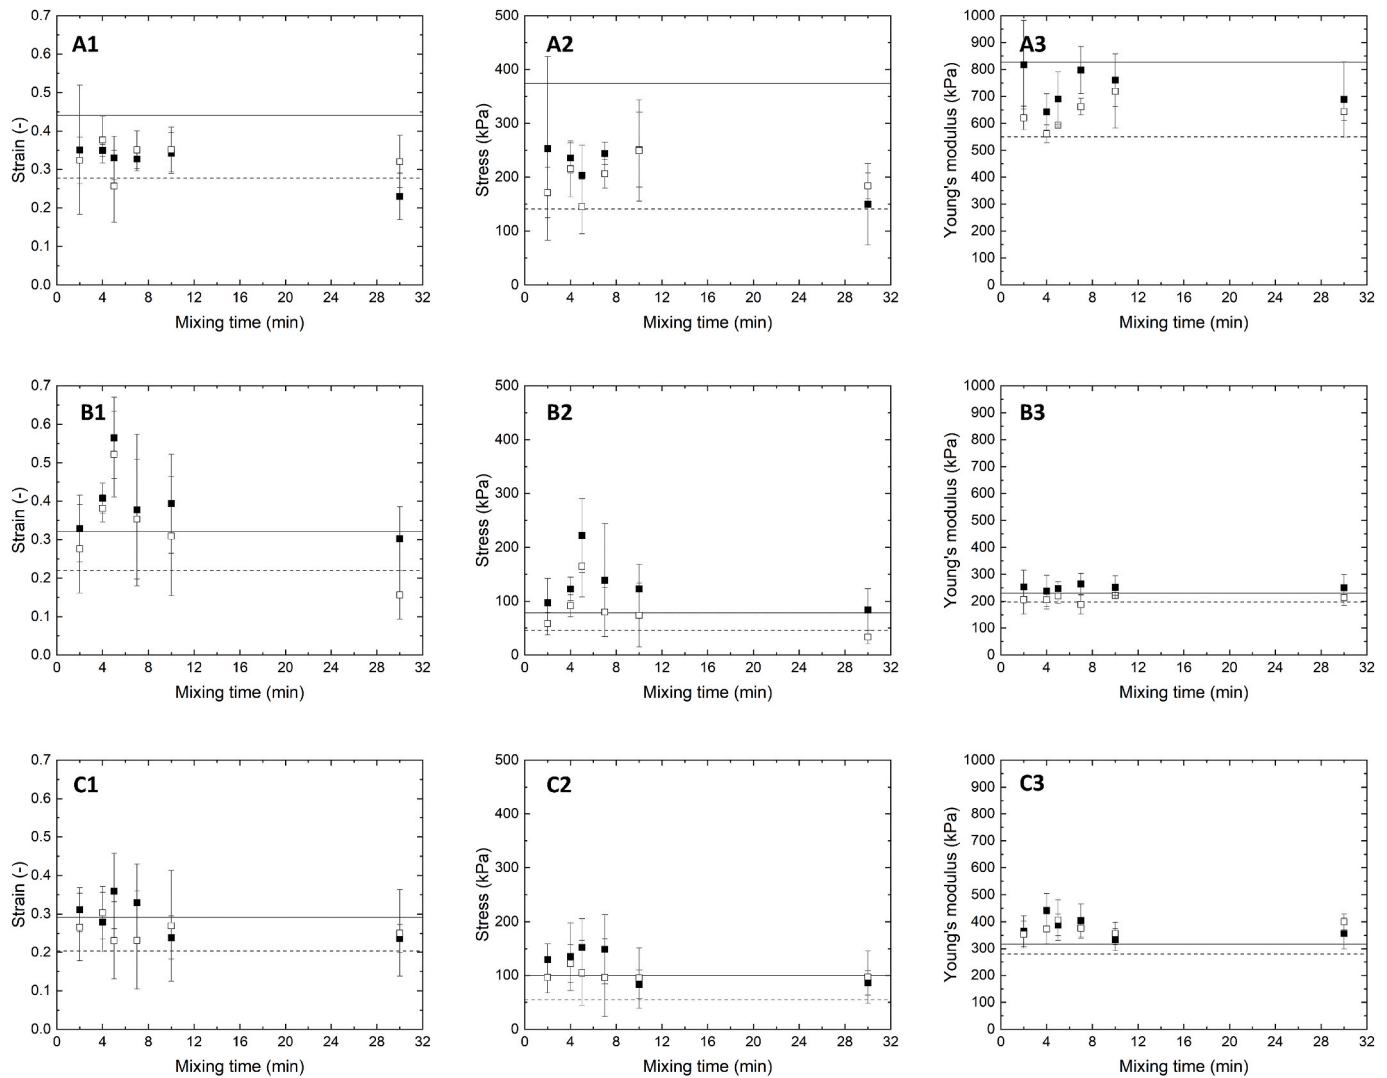 A1
Strain (-)
0.7
0.6
0.5
0.4
0.3
0.2
0.1
0.0
0 4 8 12 16 20 24 28 32
Mixing time (min)
A2
Stress (kPa)
500
400
300
200
100
0
0 4 8 12 16 20 24 28 32
Mixing time (min)
A3
Young's modulus (kPa)
1000
900
800
700
600
500
400
300
200
100
0
0 4 8 12 16 20 24 28 32
Mixing time (min)
B1
Strain (-)
0.7
0.6
0.5
0.4
0.3
0.2
0.1
0.0
0 4 8 12 16 20 24 28 32
Mixing time (min)
B2
Stress (kPa)
500
400
300
200
100
0
0 4 8 12 16 20 24 28 32
Mixing time (min)
B3
Young's modulus (kPa)
1000
900
800
700
600
500
400
300
200
100
0
0 4 8 12 16 20 24 28 32
Mixing time (min)
C1
Strain (-)
0.7
0.6
0.5
0.4
0.3
0.2
0.1
0.0
0 4 8 12 16 20 24 28 32
Mixing time (min)
C2
Stress (kPa)
500
400
300
200
100
0
0 4 8 12 16 20 24 28 32
Mixing time (min)
C3
Young's modulus (kPa)
1000
900
800
700
600
500
400
300
200
100
0
0 4 8 12 16 20 24 28 32
Mixing time (min)